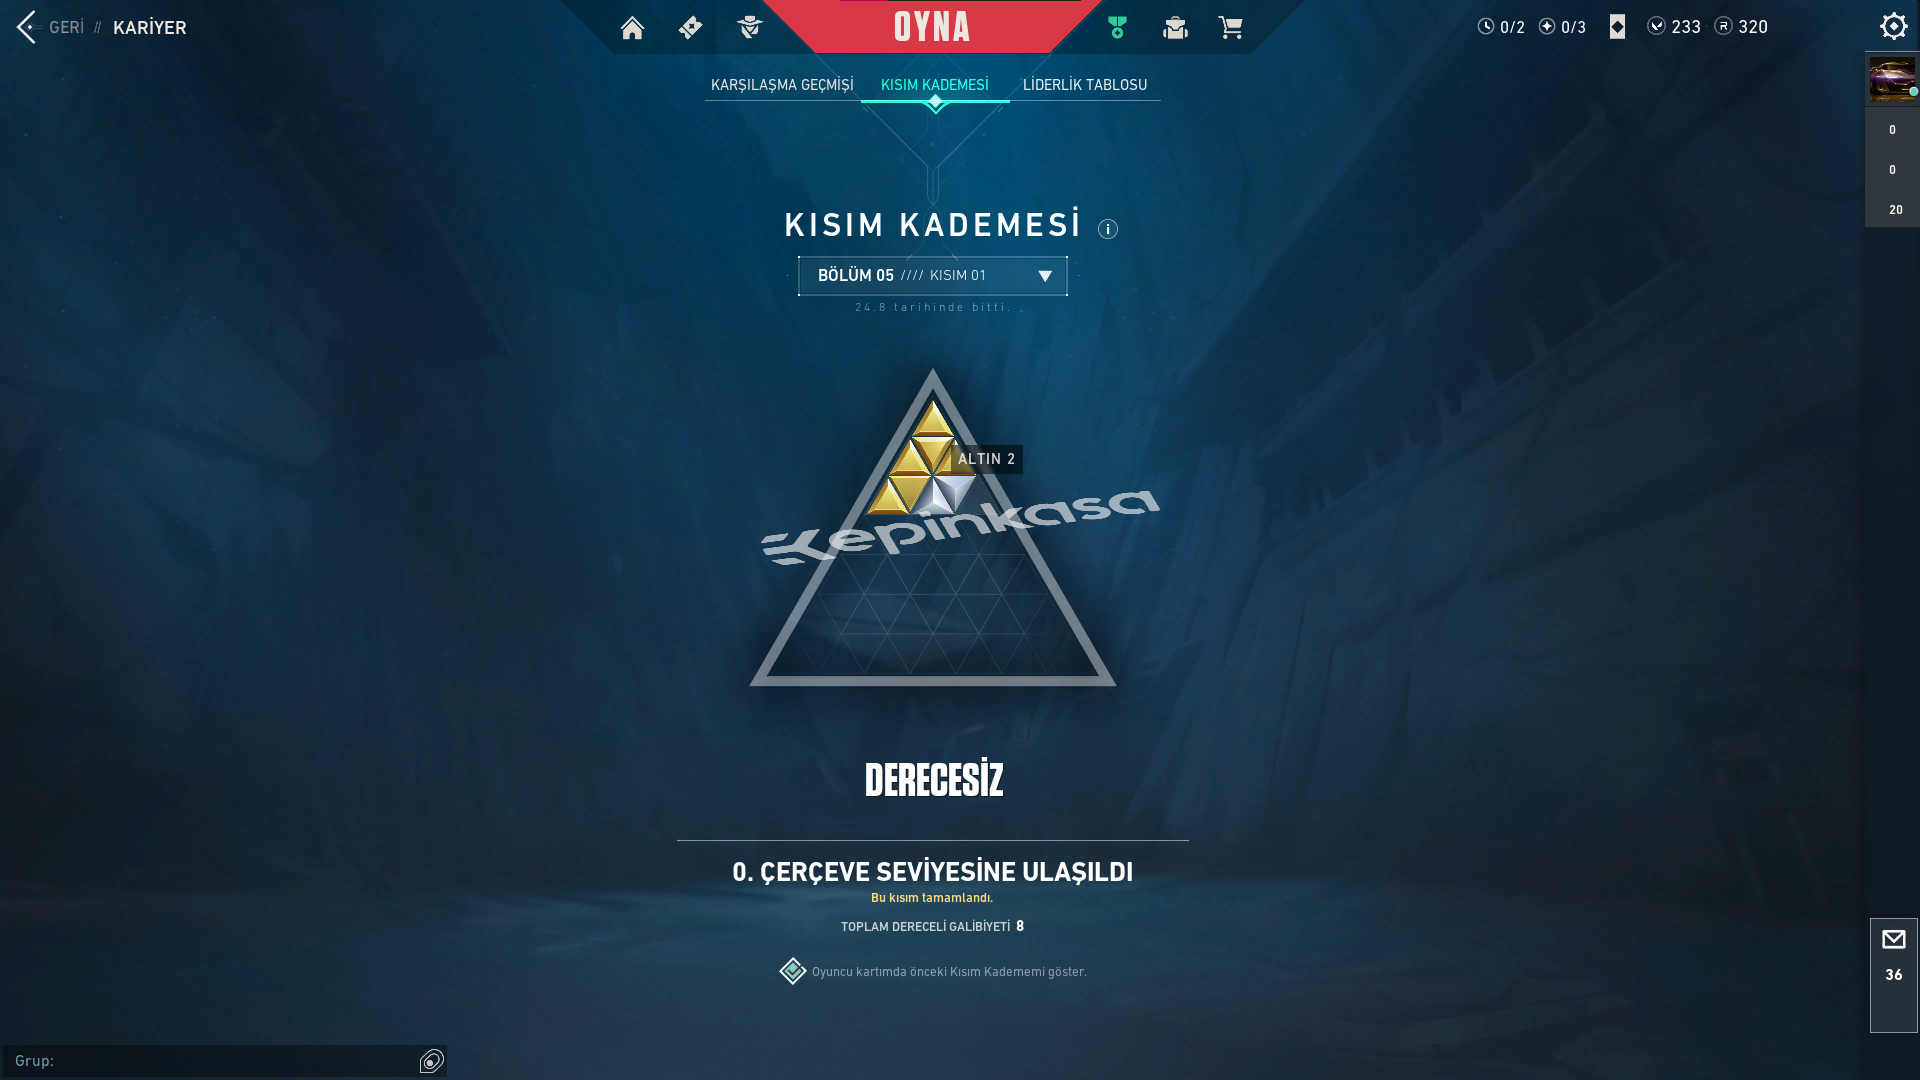 GERİ // KARİYER
OYNA
0/2 0/3 233 320
KARŞILAŞMA GEÇMİŞİ KISIM KADEMESİ LİDERLİK TABLOSU
0
0
20
KISIM KADEMESİ
BÖLÜM 05 //// KISIM 01
24.8 tarihinde bitti.
ALTIN 2
epinkasa
DERECESİZ
0. ÇERÇEVE SEVİYESİNE ULAŞILDI
Bu kısım tamamlandı.
TOPLAM DERECELİ GALİBİYETİ 8
Oyuncu kartımda önceki Kısım Kadememi göster.
36
Grup: